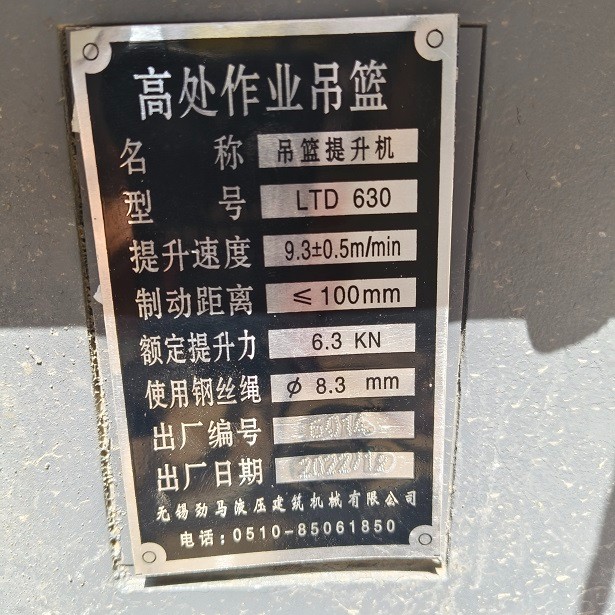 高处作业吊篮
名 称 吊篮提升机
型 号 LTD 630
提升速度 9.3±0.5m/min
制动距离 ≤100mm
额定提升力 6.3 KN
使用钢丝绳 ϕ 8.3 mm
出厂编号
出厂日期 2022/12
无锡劲马液压建筑机械有限公司
电话:0510-85061850